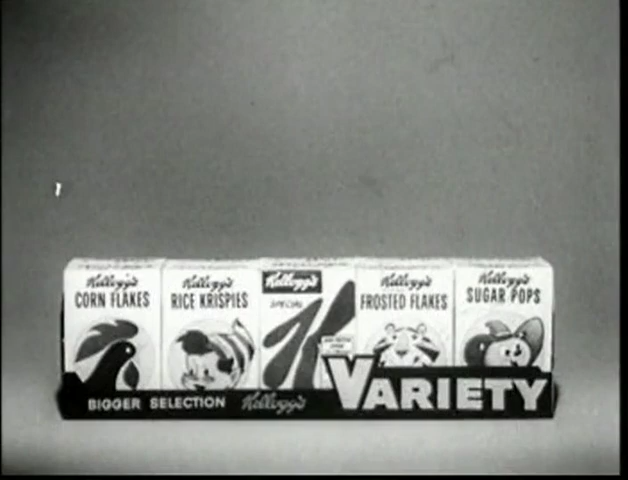 Kellogg's
CORN FLAKES
Kellogg's
RICE KRISPIES
Kellogg's
SPECIAL
K
Kellogg's
FROSTED FLAKES
Kellogg's
SUGAR POPS
BIGGER SELECTION Kellogg's VARIETY